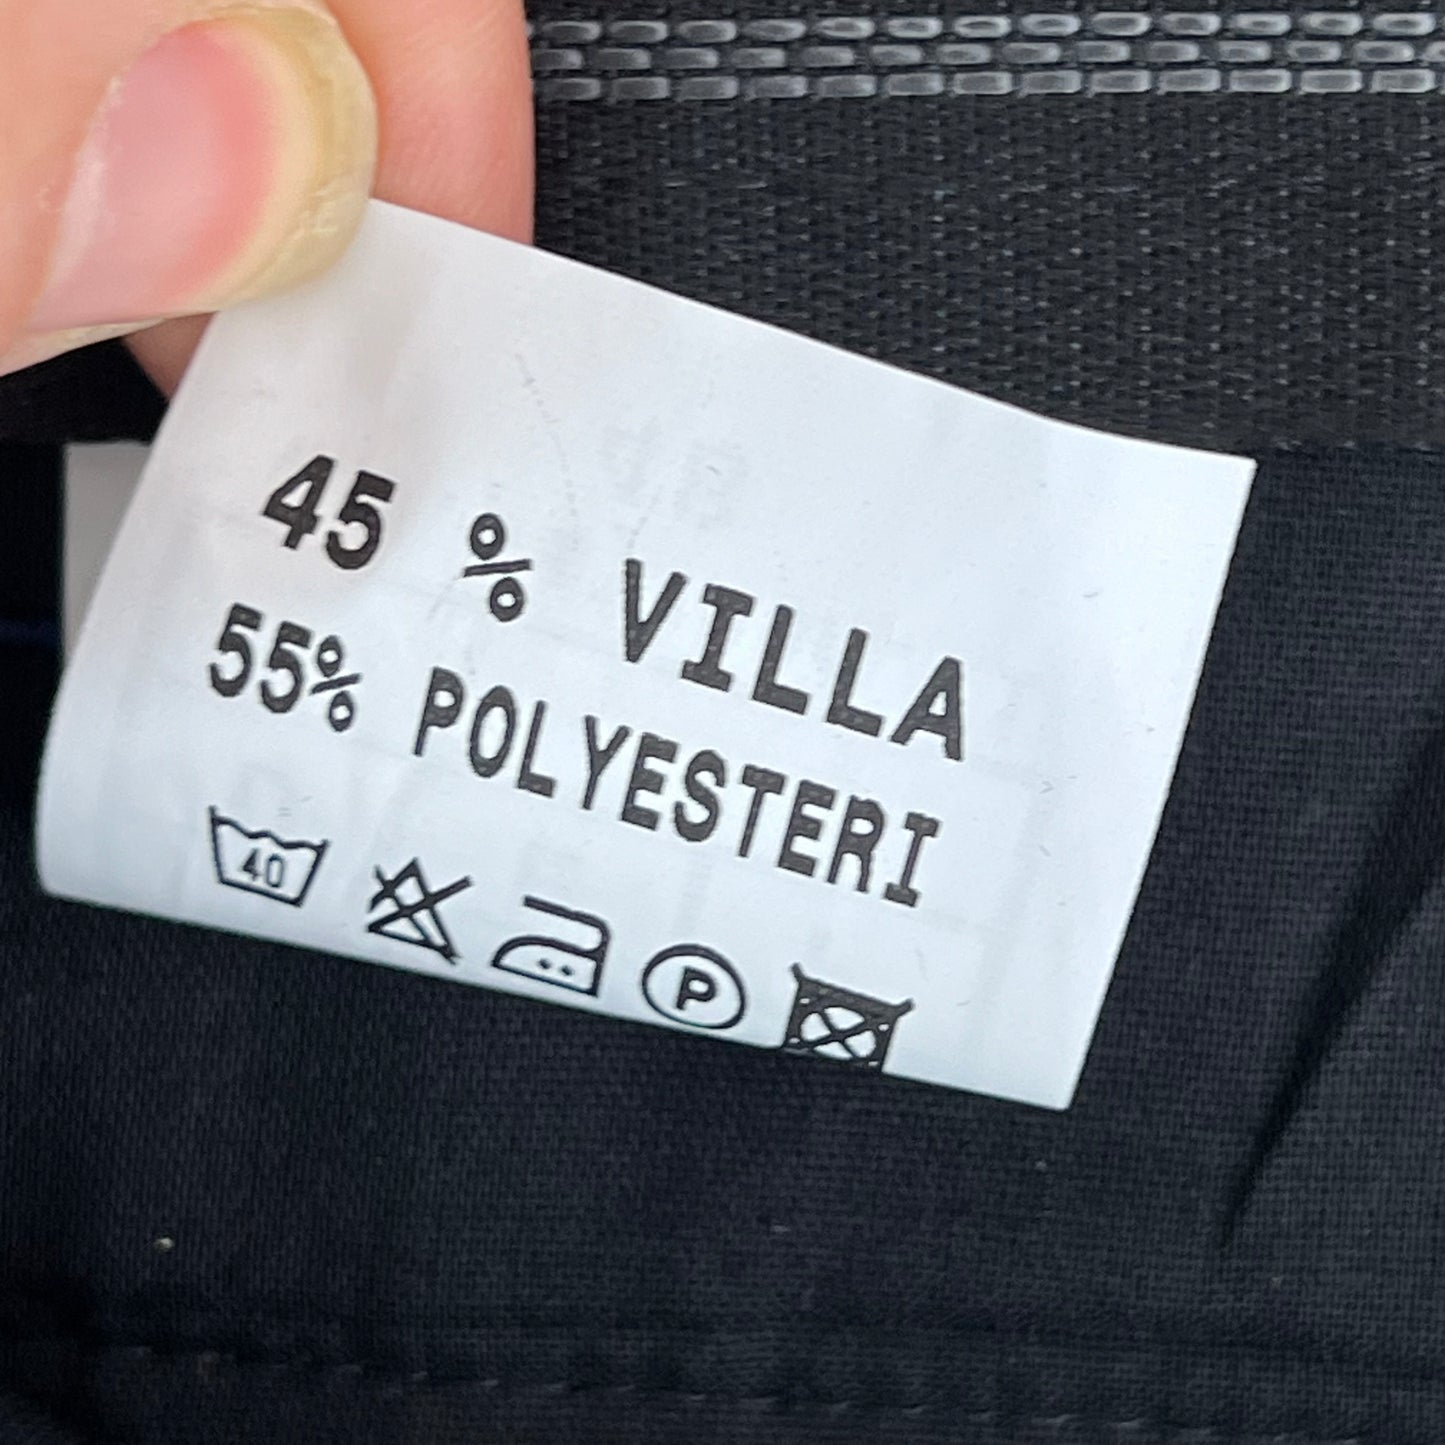 45 % VILLA
55% POLYESTERI
40 P